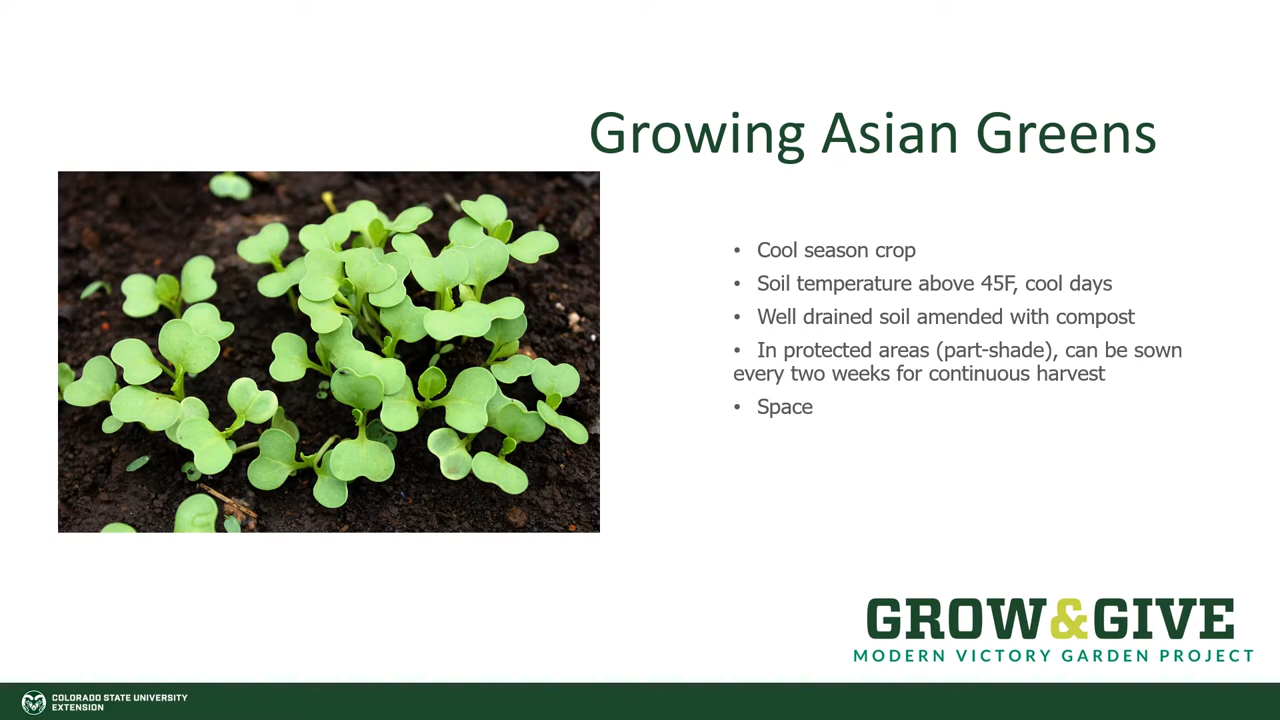 Growing Asian Greens
• Cool season crop
• Soil temperature above 45F, cool days
• Well drained soil amended with compost
• In protected areas (part-shade), can be sown
every two weeks for continuous harvest
• Space
GROW&GIVE
MODERN VICTORY GARDEN PROJECT
COLORADO STATE UNIVERSITY
EXTENSION